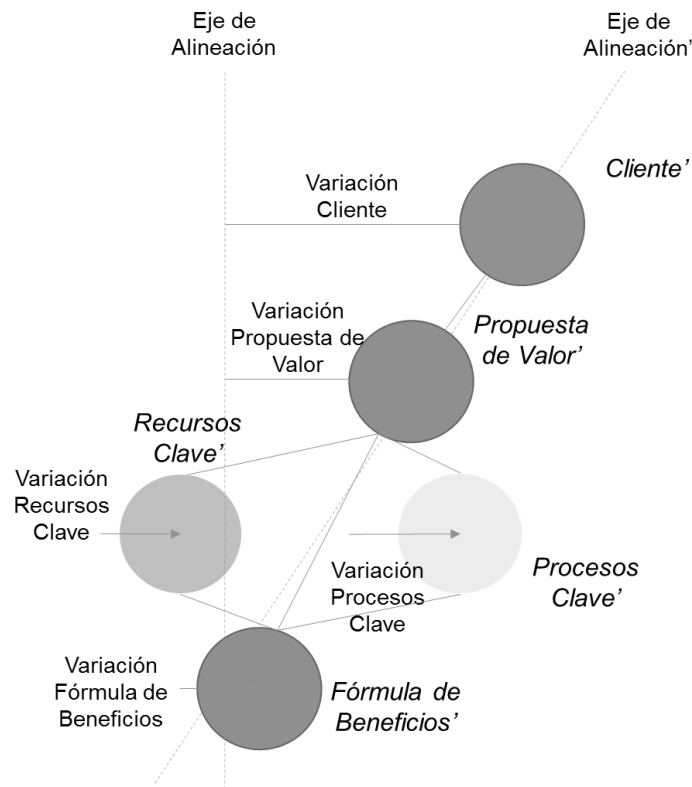 Eje de
Alineación
Eje de
Alineación’
Cliente’
Variación
Cliente
Variación
Propuesta de
Valor
Propuesta
de Valor’
Recursos
Clave’
Variación
Recursos
Clave
Variación
Procesos
Clave
Procesos
Clave’
Variación
Fórmula de
Beneficios
Fórmula de
Beneficios’